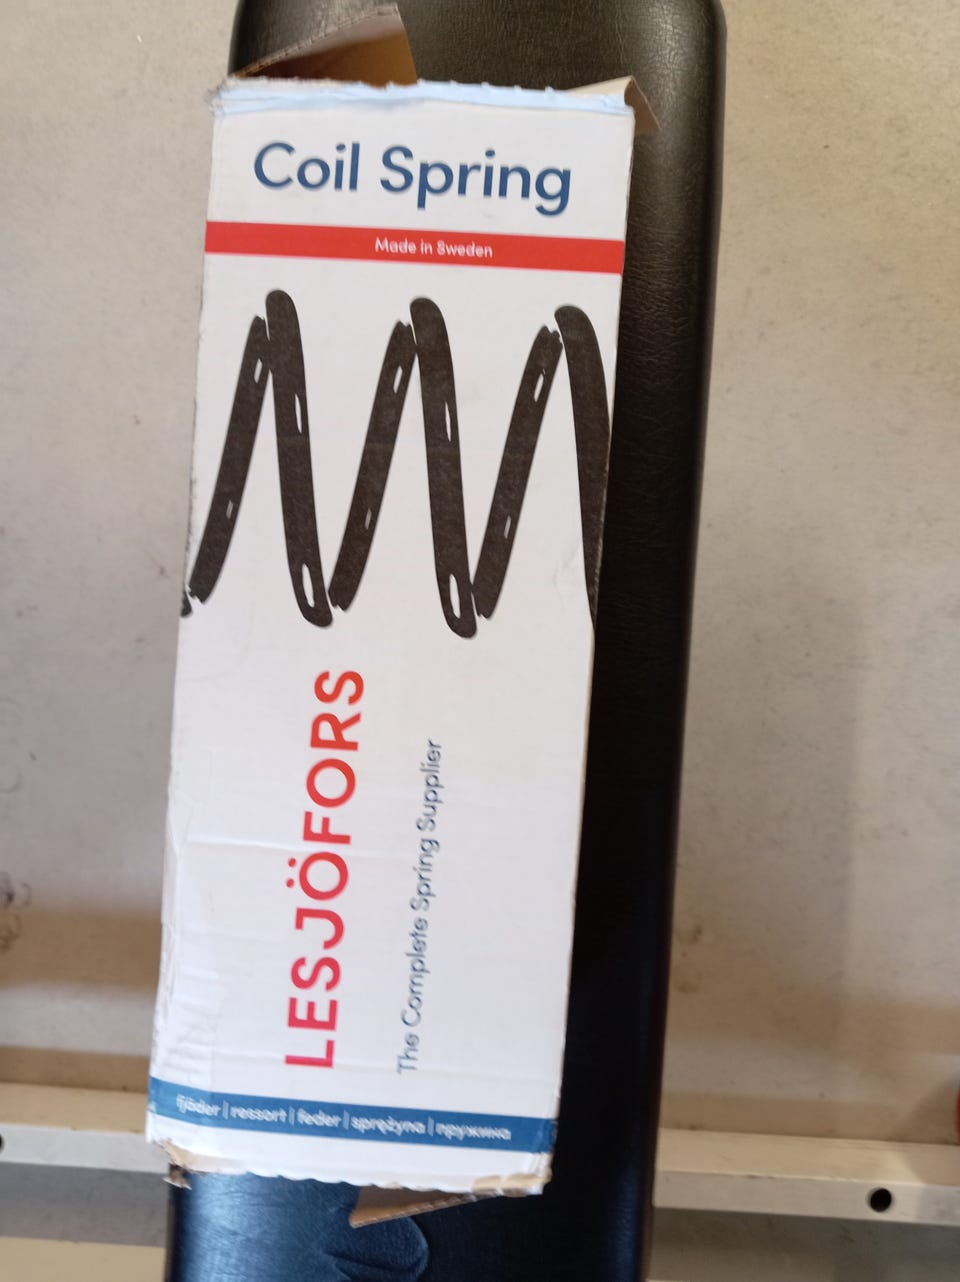 Coil Spring
Made in Sweden
LESJÖFORS
The Complete Spring Supplier
fjäder | ressort | feder | sprężyna | пружина